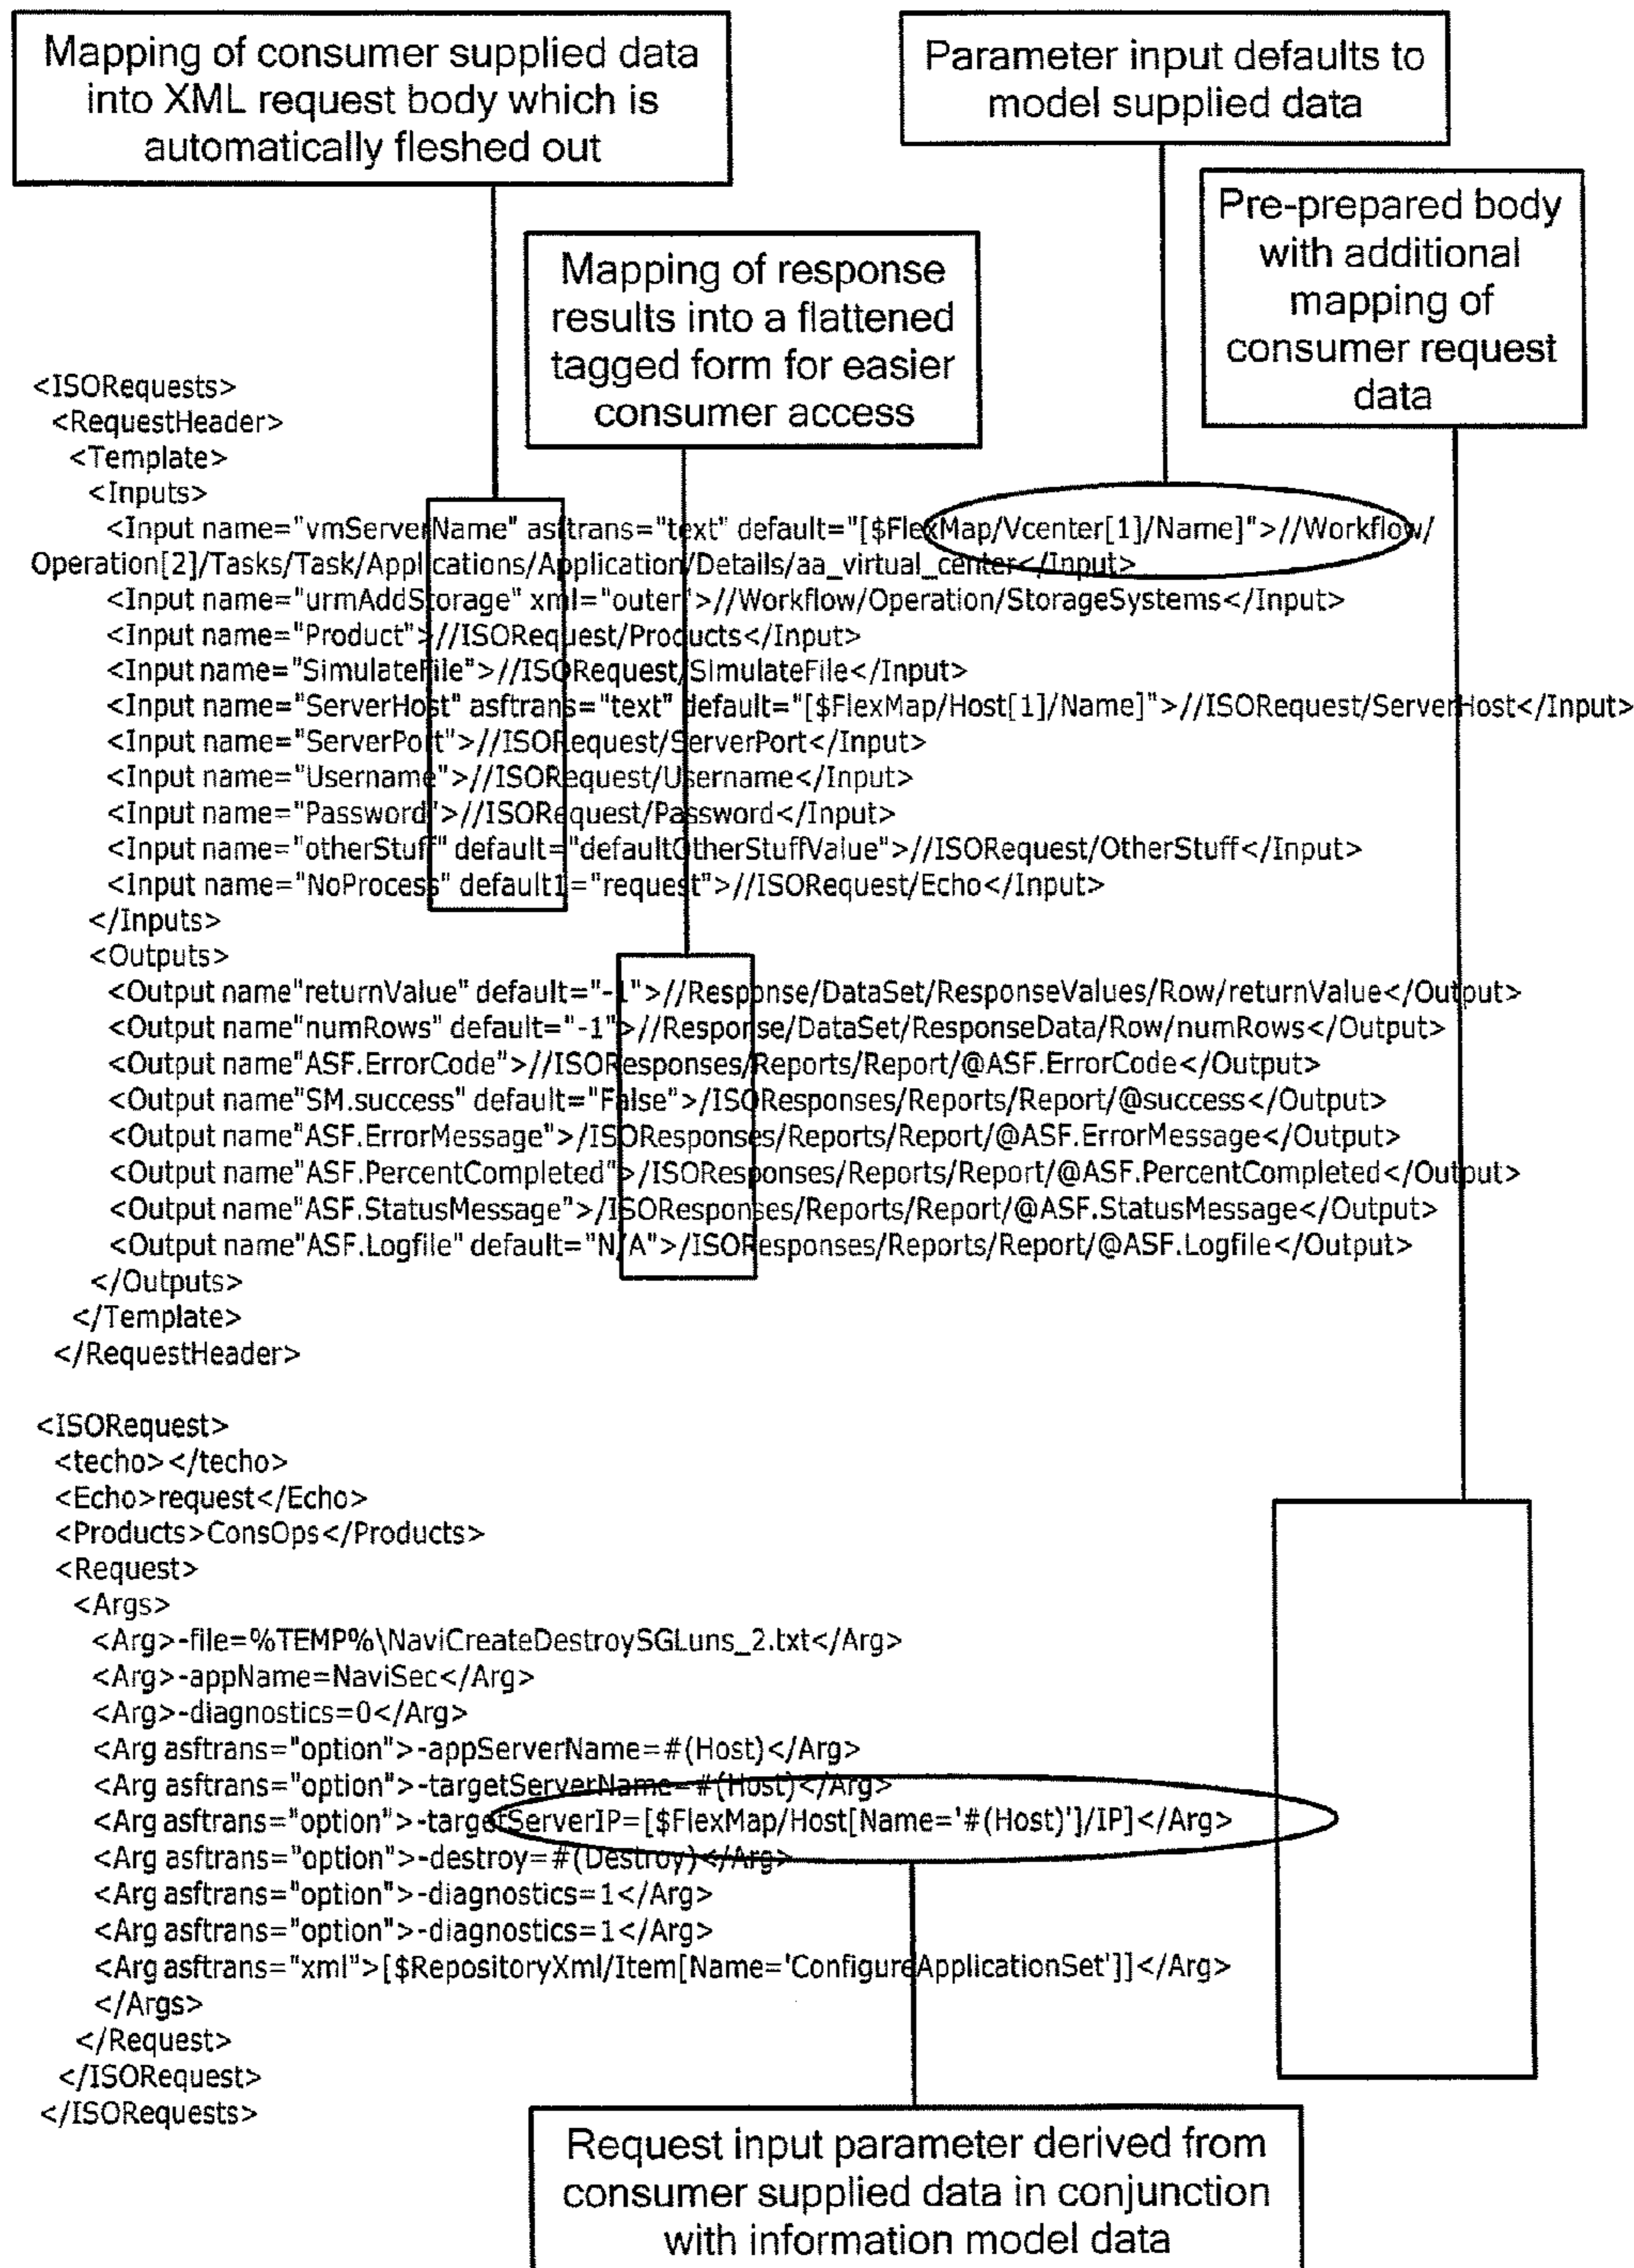 Mapping of consumer supplied data
into XML request body which is
automatically fleshed out
Parameter input defaults to
model supplied data
Pre-prepared body
with additional
mapping of
consumer request
data
Mapping of response
results into a flattened
tagged form for easier
consumer access
<ISORequests>
<RequestHeader>
<Template>
<Inputs>
<Input name="vmServerName" asftrans="text" default="[$FlexMap/Vcenter[1]/Name]">//Workflow/
Operation[2]/Tasks/Task/Applications/Application/Details/aa_virtual_center</Input>
<Input name="urmAddStorage" xml="outer">//Workflow/Operation/StorageSystems</Input>
<Input name="Product">//ISORequest/Products</Input>
<Input name="SimulateFile">//ISORequest/SimulateFile</Input>
<Input name="ServerHost" asftrans="text" default="[$FlexMap/Host[1]/Name]">//ISORequest/ServerHost</Input>
<Input name="ServerPort">//ISORequest/ServerPort</Input>
<Input name="Username">//ISORequest/Username</Input>
<Input name="Password">//ISORequest/Password</Input>
<Input name="otherStuff" default="defaultOtherStuffValue">//ISORequest/OtherStuff</Input>
<Input name="NoProcess" default1="request">//ISORequest/Echo</Input>
</Inputs>
<Outputs>
<Output name"returnValue" default="-1">//Response/DataSet/ResponseValues/Row/returnValue</Output>
<Output name"numRows" default="-1">//Response/DataSet/ResponseData/Row/numRows</Output>
<Output name"ASF.ErrorCode">//ISOResponses/Reports/Report/@ASF.ErrorCode</Output>
<Output name"SM.success" default="False">/ISOResponses/Reports/Report/@success</Output>
<Output name"ASF.ErrorMessage">/ISOResponses/Reports/Report/@ASF.ErrorMessage</Output>
<Output name"ASF.PercentCompleted">/ISOResponses/Reports/Report/@ASF.PercentCompleted</Output>
<Output name"ASF.StatusMessage">/ISOResponses/Reports/Report/@ASF.StatusMessage</Output>
<Output name"ASF.Logfile" default="N/A">/ISOResponses/Reports/Report/@ASF.Logfile</Output>
</Outputs>
</Template>
</RequestHeader>
<ISORequest>
<techo></techo>
<Echo>request</Echo>
<Products>ConsOps</Products>
<Request>
<Args>
<Arg>-file=%TEMP%\NaviCreateDestroySGLuns_2.txt</Arg>
<Arg>-appName=NaviSec</Arg>
<Arg>-diagnostics=0</Arg>
<Arg asftrans="option">-appServerName=#(Host)</Arg>
<Arg asftrans="option">-targetServerName=#(Host)</Arg>
<Arg asftrans="option">-targetServerIP=[$FlexMap/Host[Name='#(Host)']/IP]</Arg>
<Arg asftrans="option">-destroy=#(Destroy)</Arg>
<Arg asftrans="option">-diagnostics=1</Arg>
<Arg asftrans="option">-diagnostics=1</Arg>
<Arg asftrans="xml">[$RepositoryXml/Item[Name='ConfigureApplicationSet']]</Arg>
</Args>
</Request>
</ISORequest>
</ISORequests>
Request input parameter derived from
consumer supplied data in conjunction
with information model data